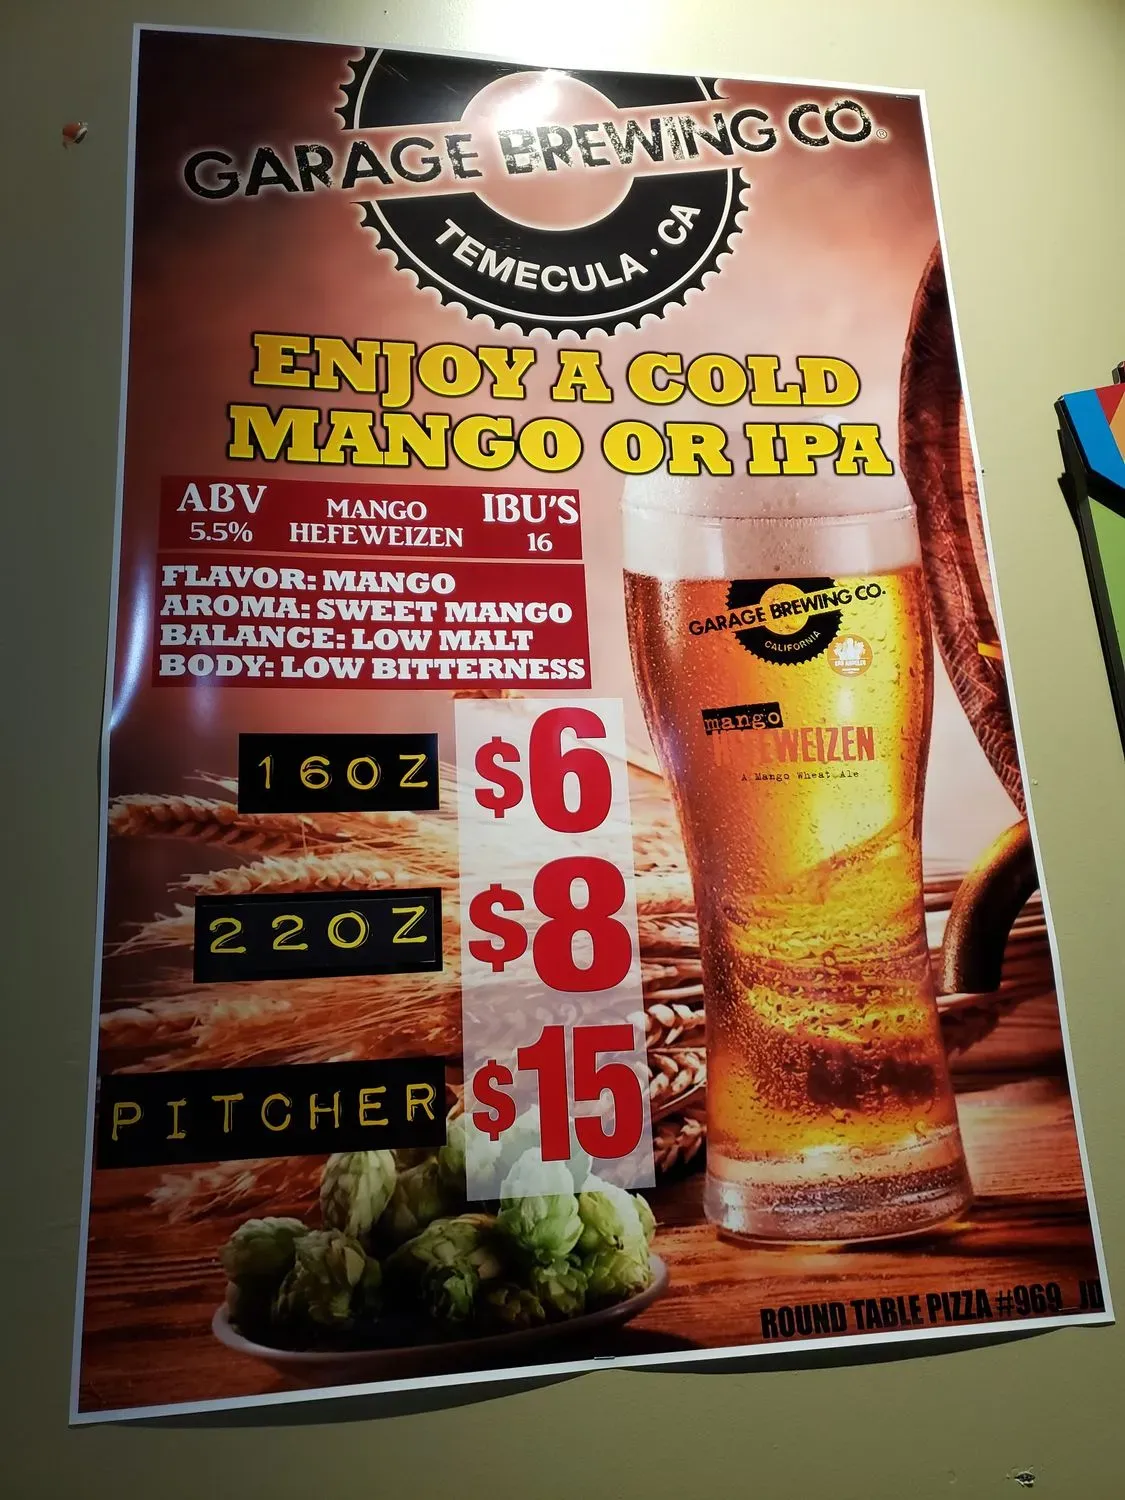 GARAGE BREWING CO.®
TEMECULA · CA
ENJOY A COLD
MANGO OR IPA
ABV
5.5%
MANGO
HEFEWEIZEN
IBU'S
16
FLAVOR: MANGO
AROMA: SWEET MANGO
BALANCE: LOW MALT
BODY: LOW BITTERNESS
GARAGE BREWING CO.
CALIFORNIA
mango
HEFEWEIZEN
A Mango Wheat Ale
16OZ $6
22OZ $8
PITCHER $15
ROUND TABLE PIZZA #969_JD